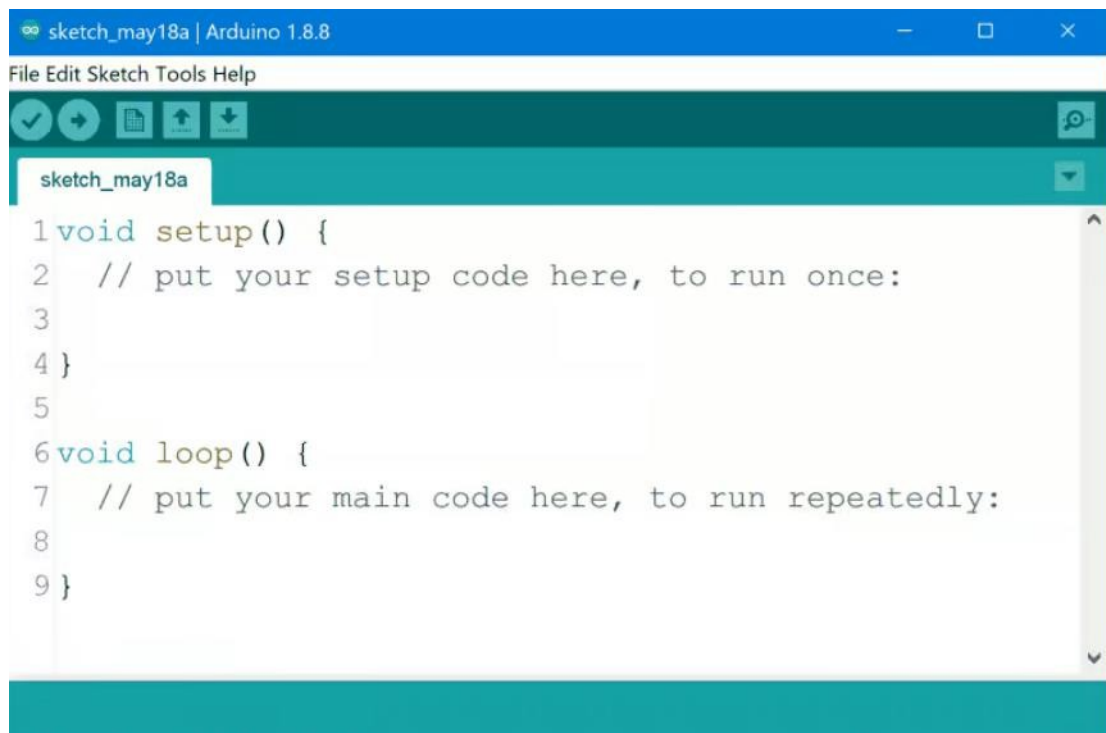 sketch_may18a | Arduino 1.8.8
File Edit Sketch Tools Help
sketch_may18a
1 void setup() {
2   // put your setup code here, to run once:
3
4 }
5
6 void loop() {
7   // put your main code here, to run repeatedly:
8
9 }